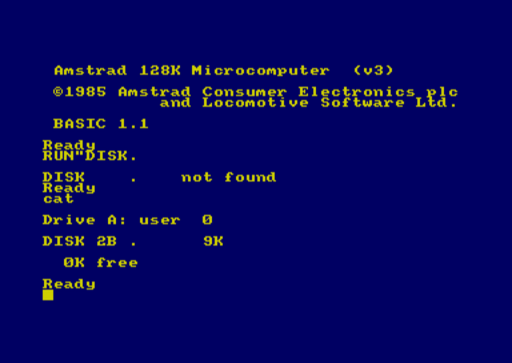 Amstrad 128K Microcomputer (v3)
©1985 Amstrad Consumer Electronics plc
and Locomotive Software Ltd.
BASIC 1.1
Ready
RUN"DISK.
DISK . not found
Ready
cat
Drive A: user 0
DISK 2B . 9K
0K free
Ready